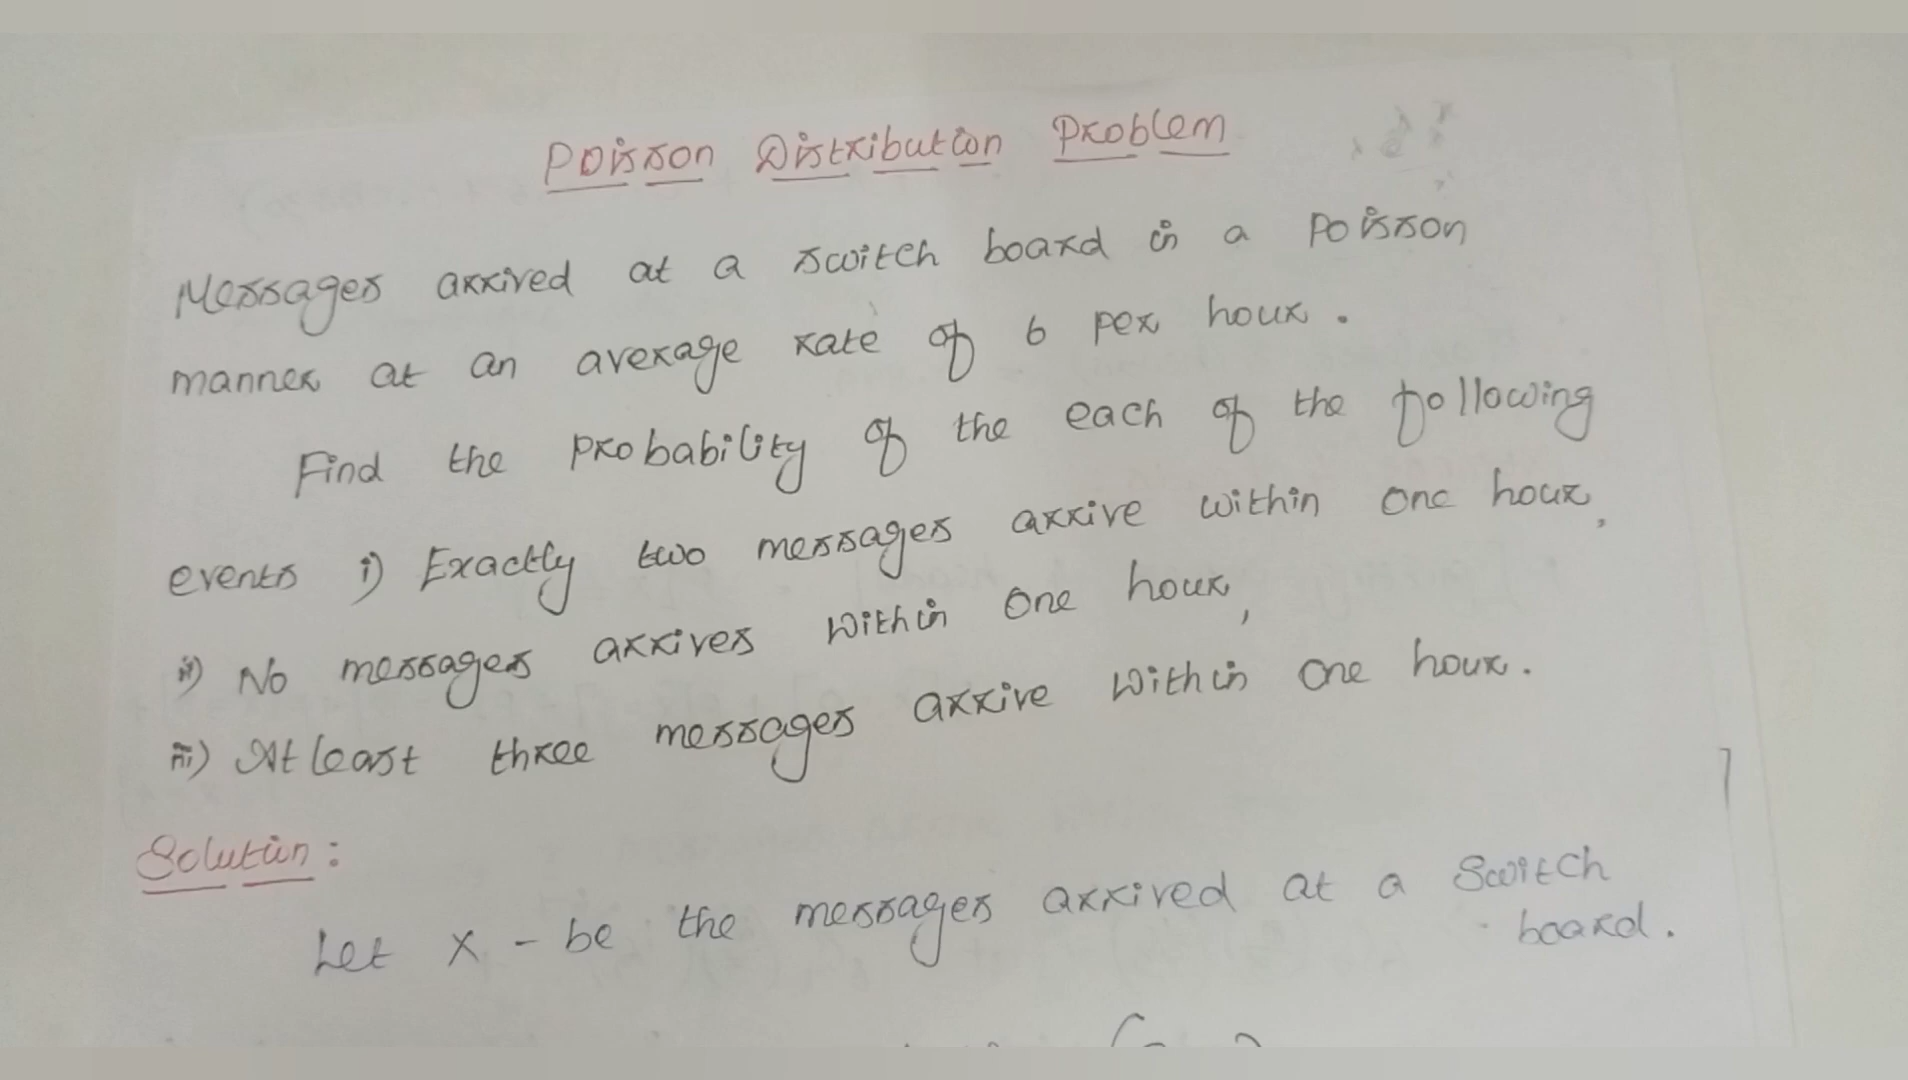 Poisson Distribution Problem
Messages arrived at a switch board in a Poisson
manner at an average rate of 6 per hour.
Find the probability of the each of the following
events i) Exactly two messages arrive within one hour,
ii) No messages arrives within one hour,
iii) At least three messages arrive within one hour.
Solution:
Let X - be the messages arrived at a switch
board.